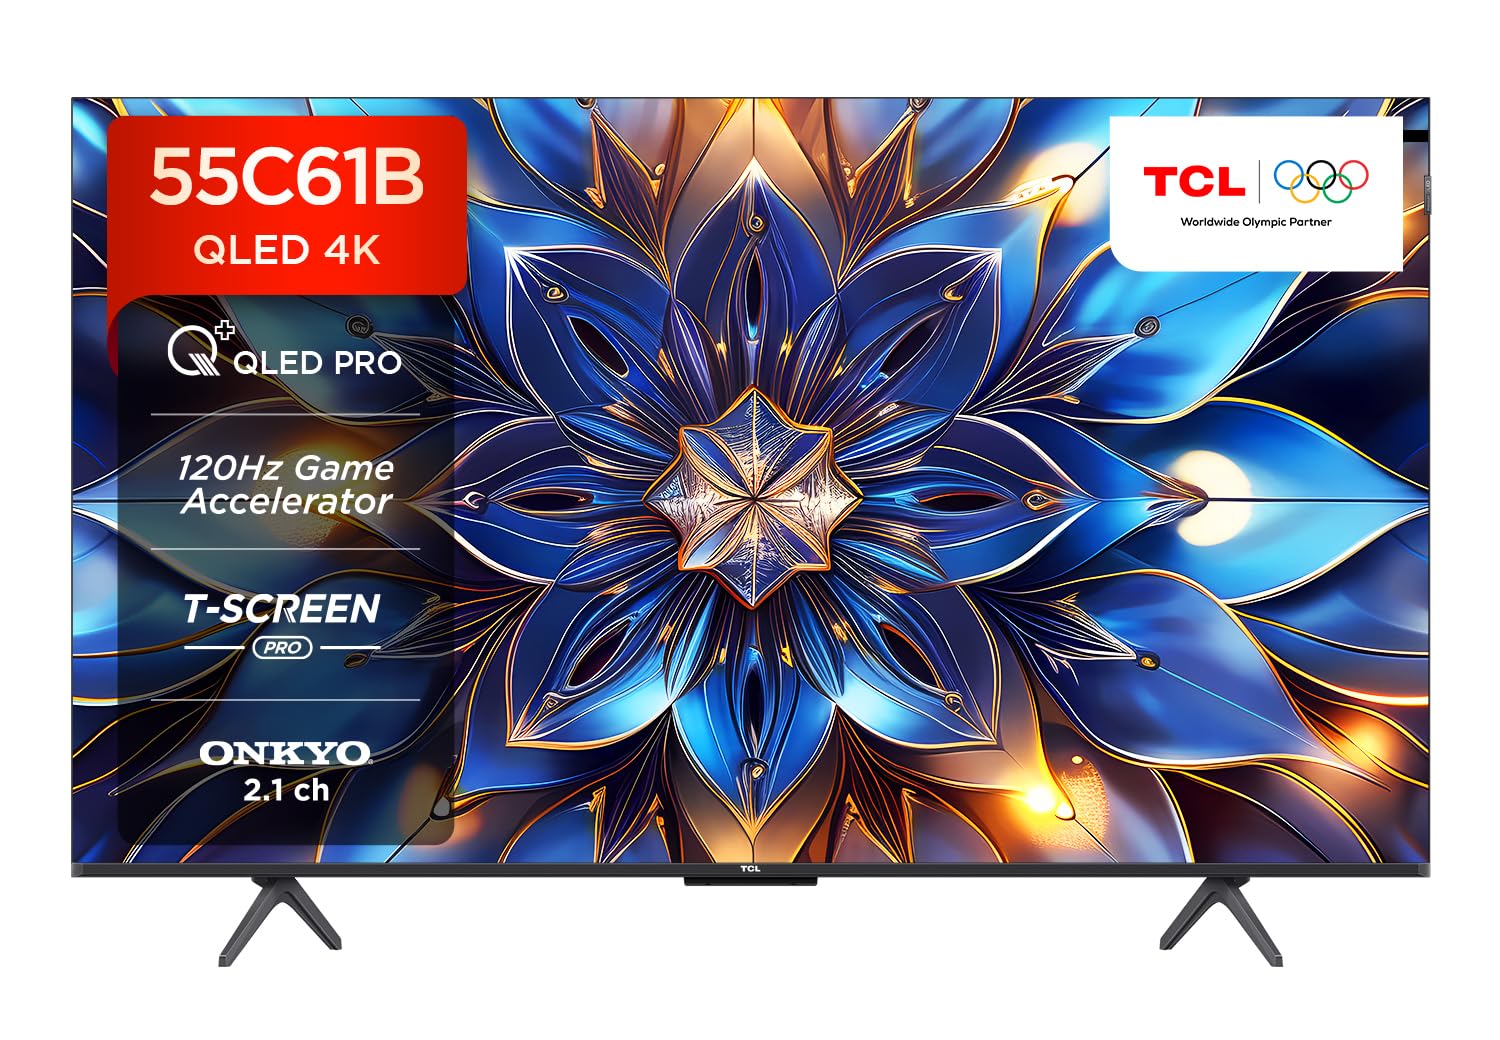 55C61B
QLED 4K
QLED PRO
120Hz Game
Accelerator
T-SCREEN
PRO
ONKYO
2.1 ch
TCL
Worldwide Olympic Partner
TCL